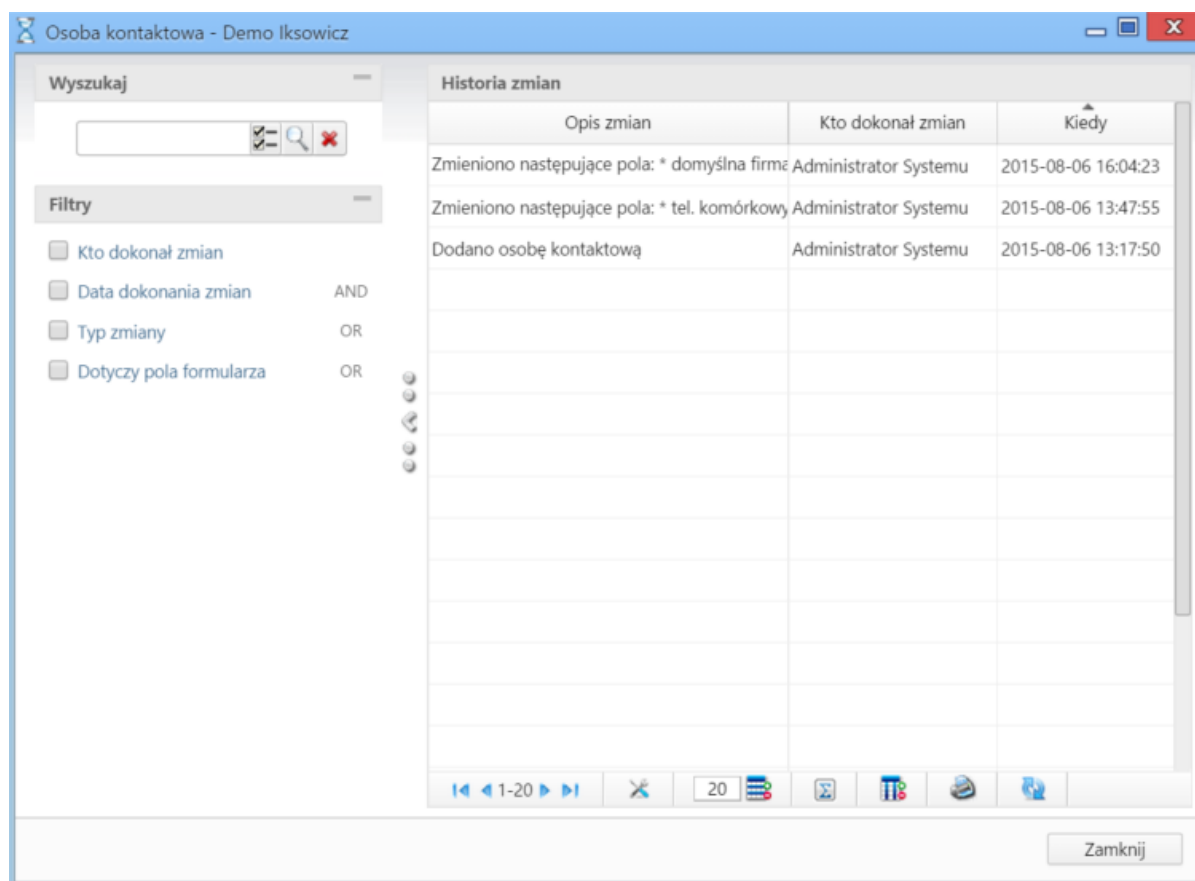 Osoba kontaktowa - Demo Iksowicz
Wyszukaj
Filtry
Kto dokonał zmian
Data dokonania zmian AND
Typ zmiany OR
Dotyczy pola formularza OR
Historia zmian
Opis zmian Kto dokonał zmian Kiedy
Zmieniono następujące pola: * domyślna firma Administrator Systemu 2015-08-06 16:04:23
Zmieniono następujące pola: * tel. komórkowy Administrator Systemu 2015-08-06 13:47:55
Dodano osobę kontaktową Administrator Systemu 2015-08-06 13:17:50
1-20 20
Zamknij